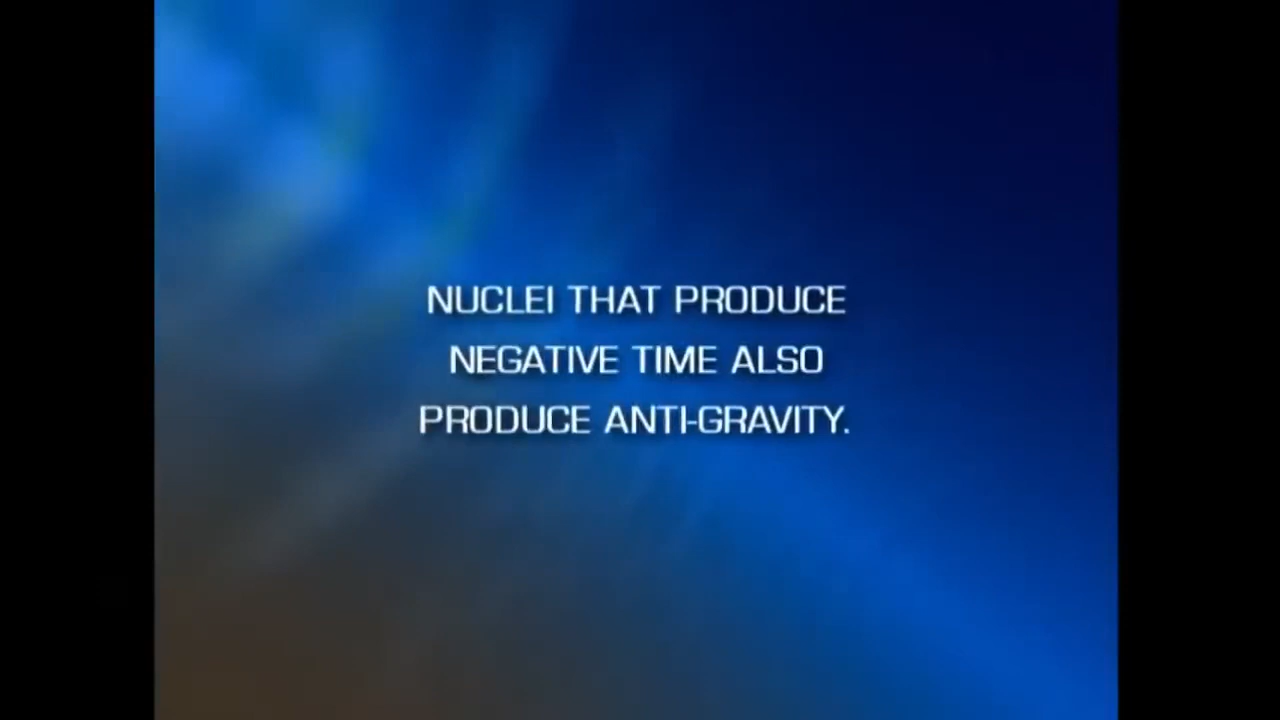 NUCLEI THAT PRODUCE
NEGATIVE TIME ALSO
PRODUCE ANTI-GRAVITY.